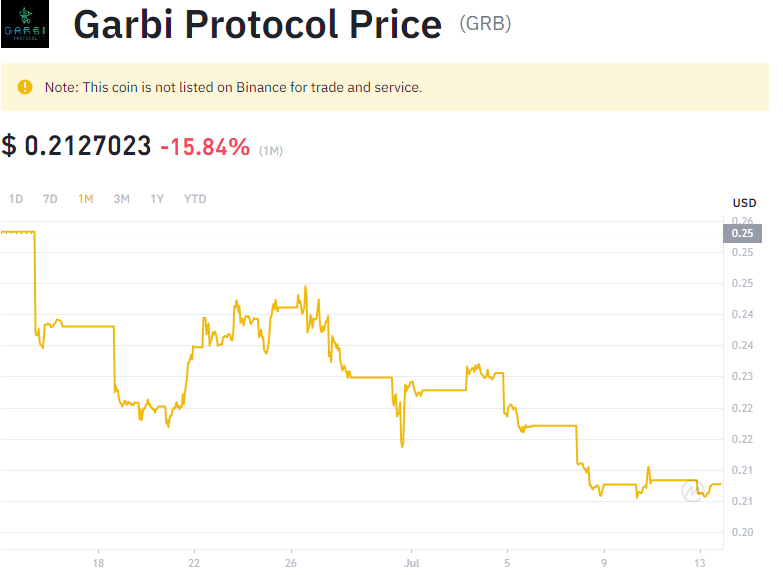 GARBI
PROTOCOL
Garbi Protocol Price (GRB)
Note: This coin is not listed on Binance for trade and service.
$ 0.2127023 -15.84% (1M)
1D 7D 1M 3M 1Y YTD
USD
0.26
0.25
0.25
0.25
0.24
0.24
0.23
0.22
0.22
0.21
0.21
0.20
18 22 26 Jul 5 9 13